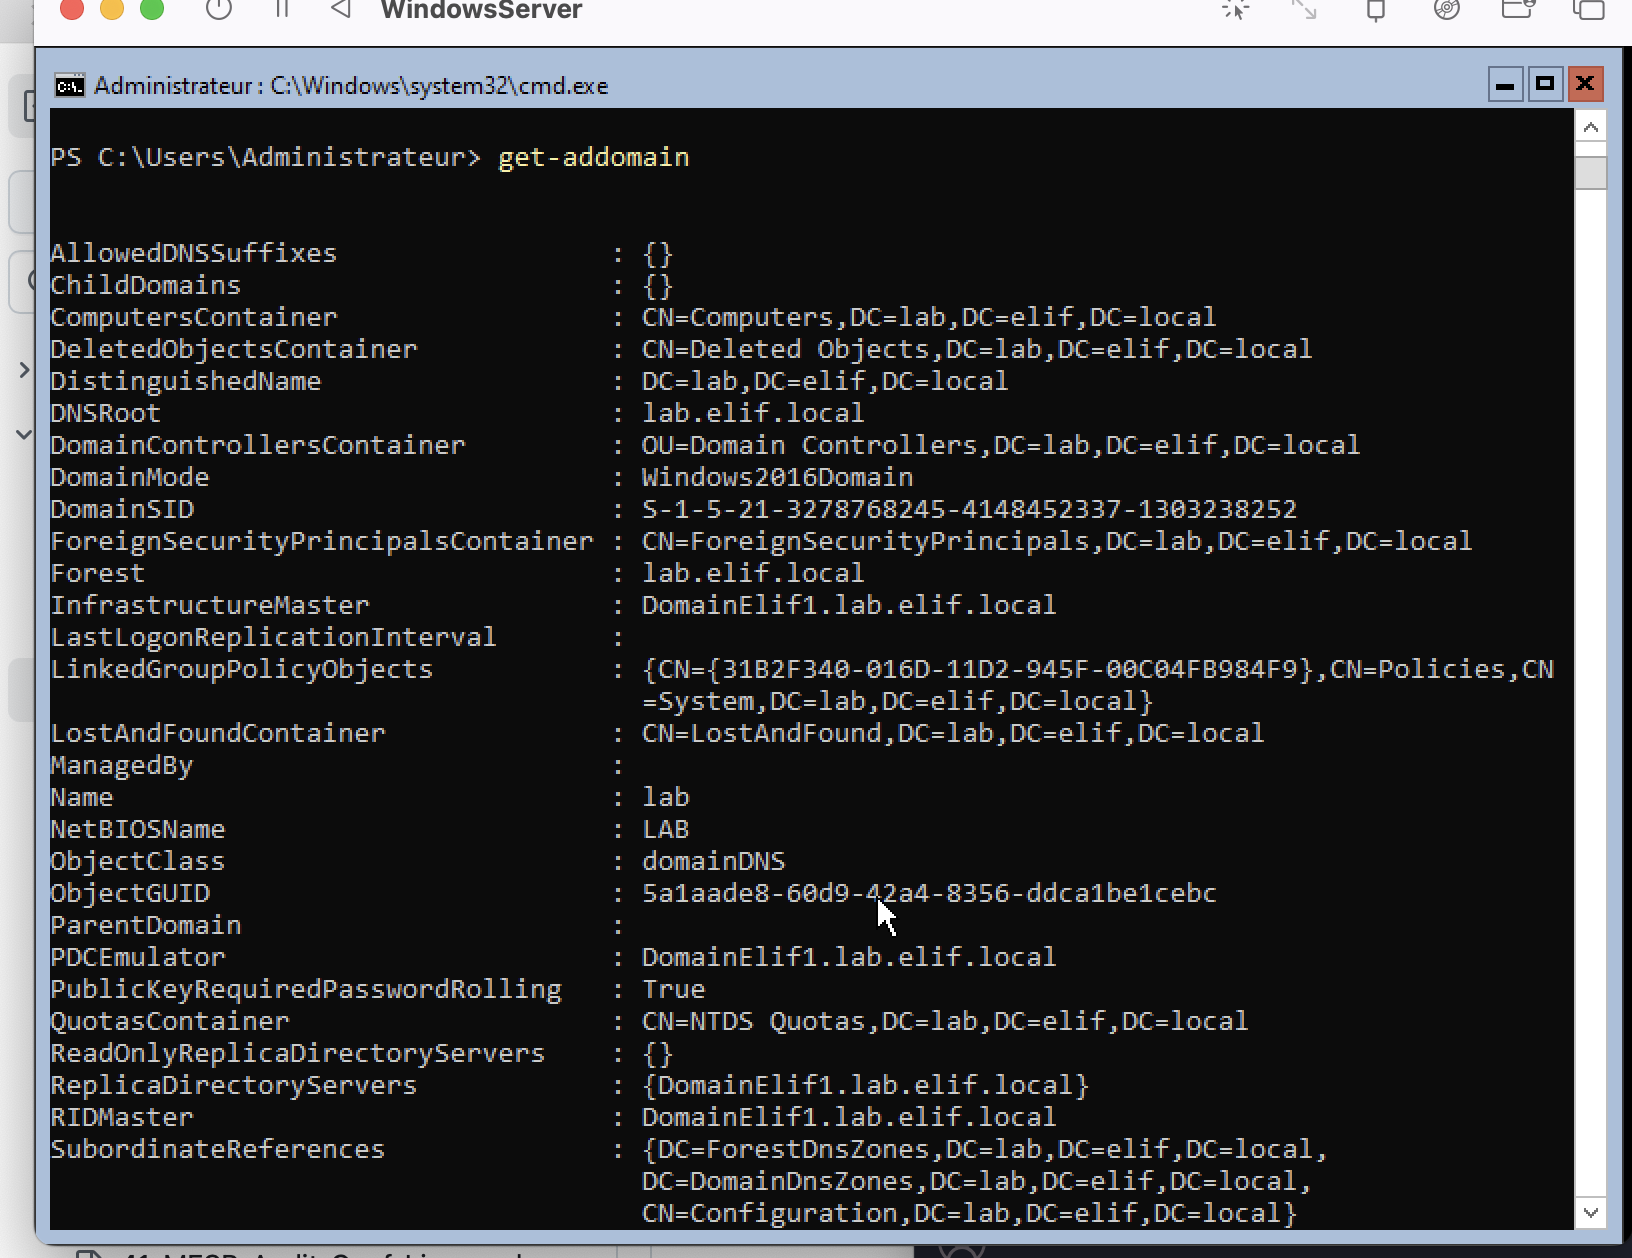 WindowsServer
Administrateur : C:\Windows\system32\cmd.exe
PS C:\Users\Administrateur> get-addomain
AllowedDNSSuffixes : {}
ChildDomains : {}
ComputersContainer : CN=Computers,DC=lab,DC=elif,DC=local
DeletedObjectsContainer : CN=Deleted Objects,DC=lab,DC=elif,DC=local
DistinguishedName : DC=lab,DC=elif,DC=local
DNSRoot : lab.elif.local
DomainControllersContainer : OU=Domain Controllers,DC=lab,DC=elif,DC=local
DomainMode : Windows2016Domain
DomainSID : S-1-5-21-3278768245-4148452337-1303238252
ForeignSecurityPrincipalsContainer : CN=ForeignSecurityPrincipals,DC=lab,DC=elif,DC=local
Forest : lab.elif.local
InfrastructureMaster : DomainElif1.lab.elif.local
LastLogonReplicationInterval :
LinkedGroupPolicyObjects : {CN={31B2F340-016D-11D2-945F-00C04FB984F9},CN=Policies,CN
=System,DC=lab,DC=elif,DC=local}
LostAndFoundContainer : CN=LostAndFound,DC=lab,DC=elif,DC=local
ManagedBy :
Name : lab
NetBIOSName : LAB
ObjectClass : domainDNS
ObjectGUID : 5a1aade8-60d9-42a4-8356-ddca1be1cebc
ParentDomain :
PDCEmulator : DomainElif1.lab.elif.local
PublicKeyRequiredPasswordRolling : True
QuotasContainer : CN=NTDS Quotas,DC=lab,DC=elif,DC=local
ReadOnlyReplicaDirectoryServers : {}
ReplicaDirectoryServers : {DomainElif1.lab.elif.local}
RIDMaster : DomainElif1.lab.elif.local
SubordinateReferences : {DC=ForestDnsZones,DC=lab,DC=elif,DC=local,
DC=DomainDnsZones,DC=lab,DC=elif,DC=local,
CN=Configuration,DC=lab,DC=elif,DC=local}